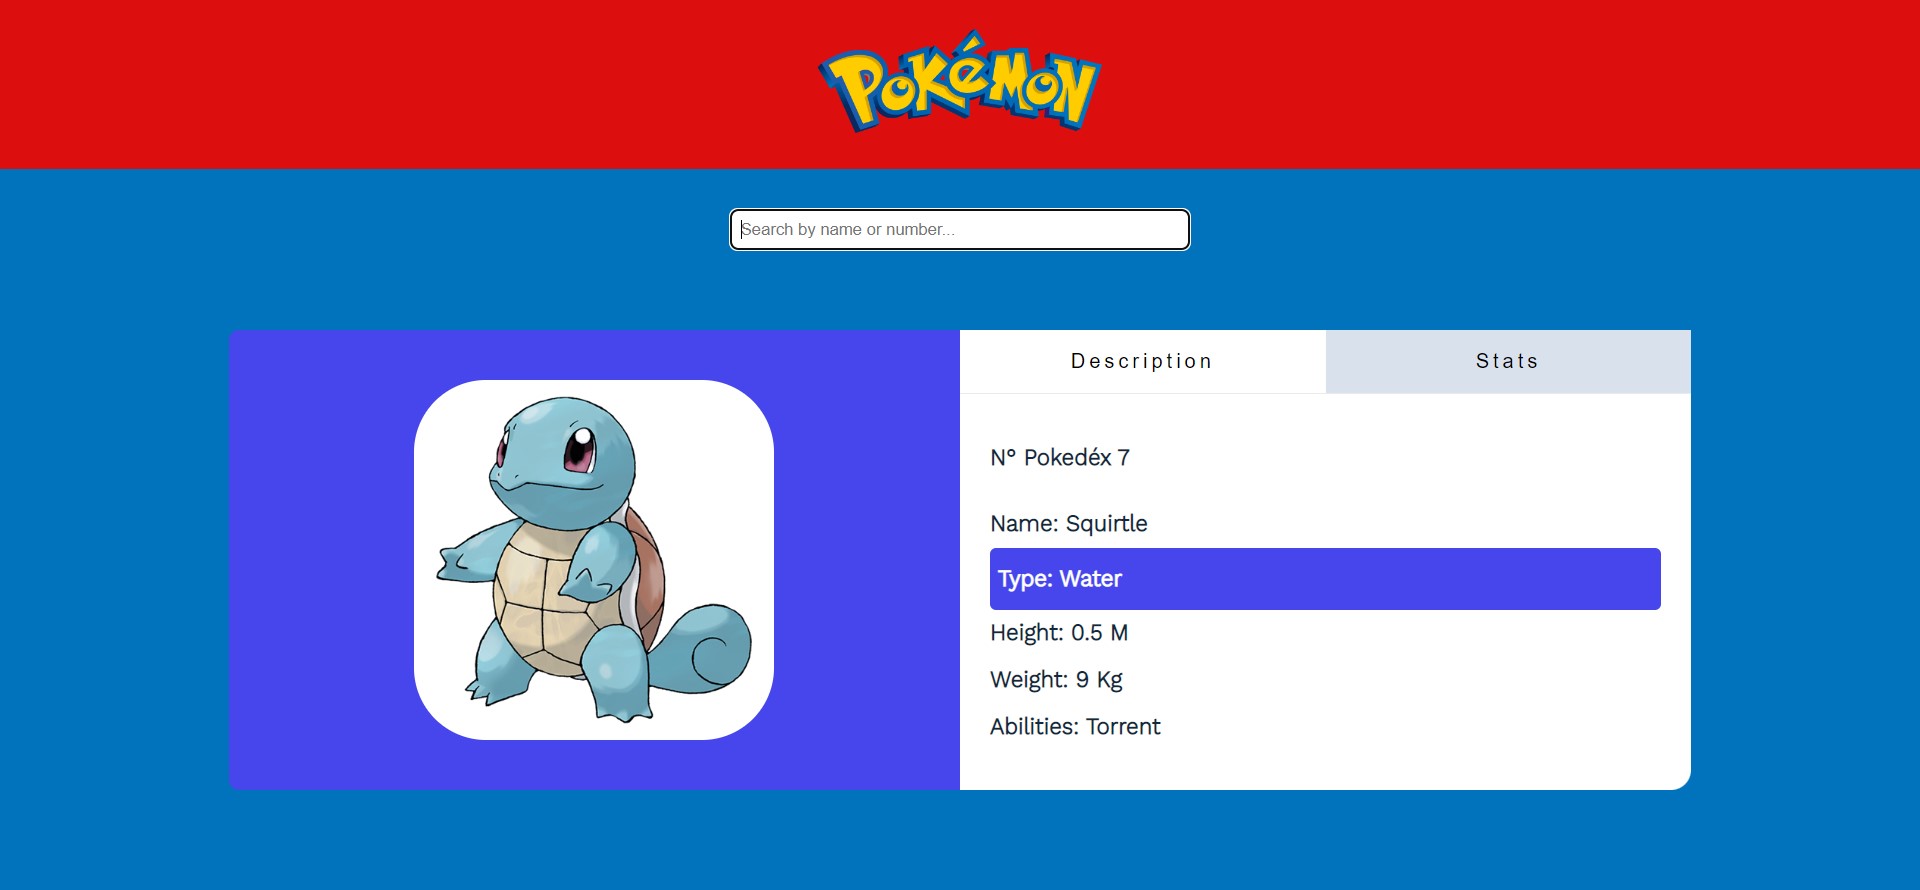 Pokémon
Search by name or number...
Description
Stats
N° Pokedéx 7
Name: Squirtle
Type: Water
Height: 0.5 M
Weight: 9 Kg
Abilities: Torrent